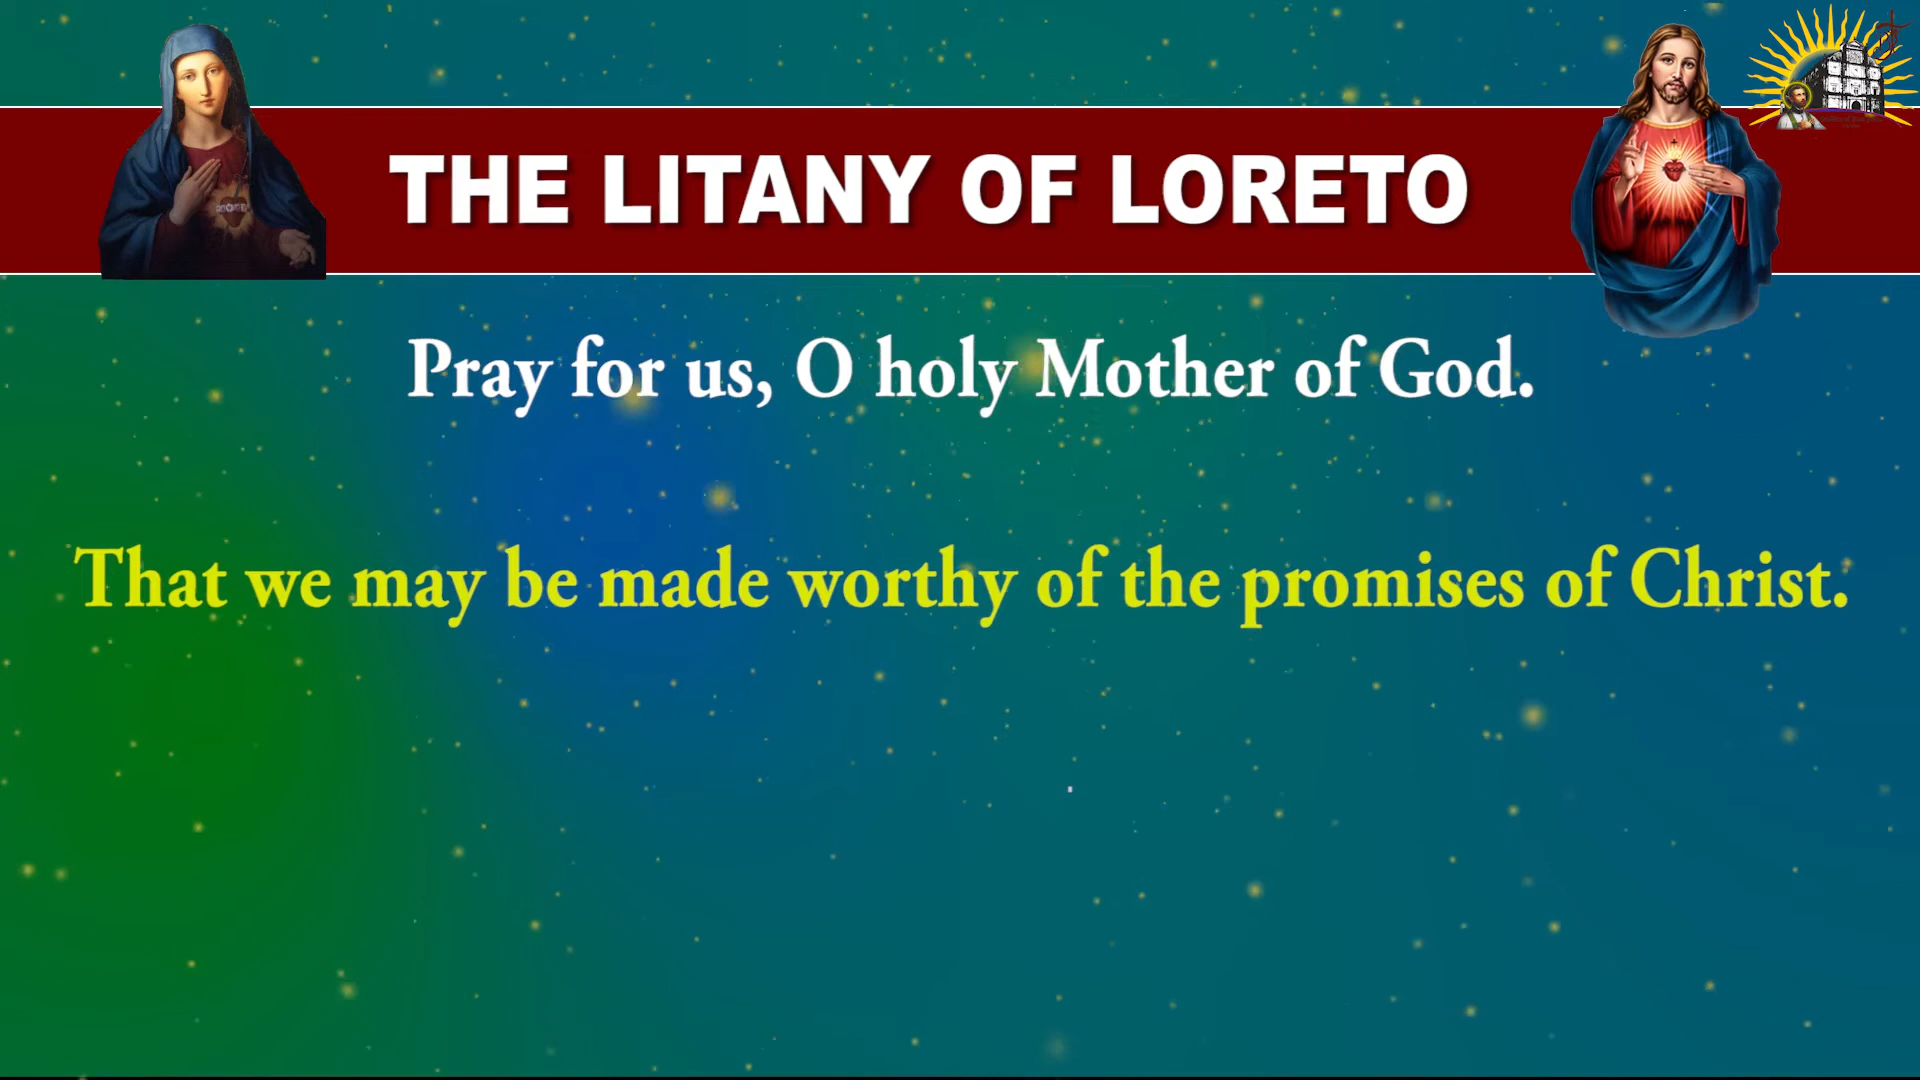 THE LITANY OF LORETO
Pray for us, O holy Mother of God.
That we may be made worthy of the promises of Christ.